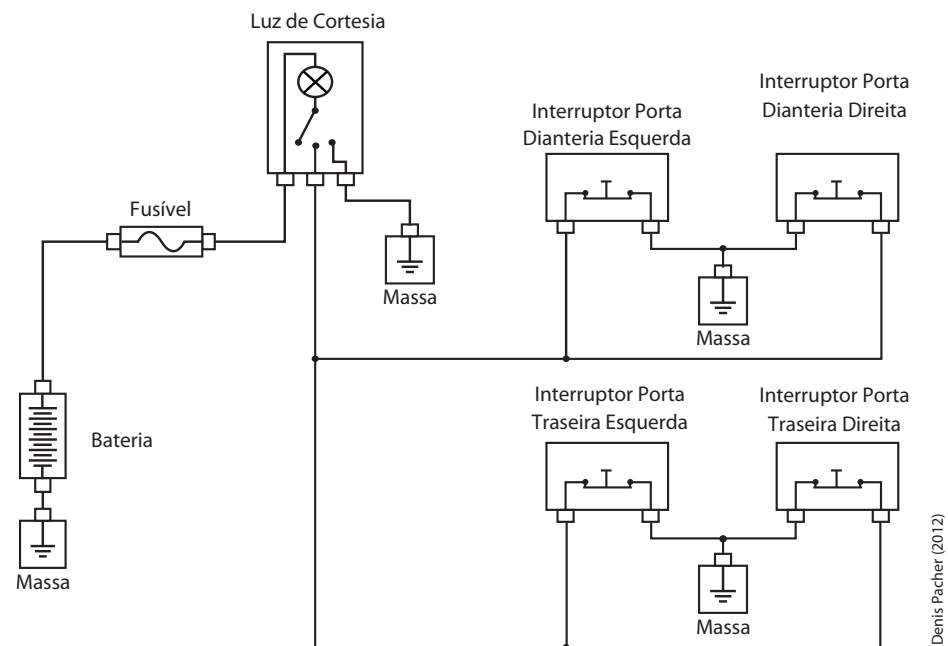 Luz de Cortesia
Interruptor Porta
Dianteria Esquerda
Interruptor Porta
Dianteria Direita
Fusível
Massa
Massa
Bateria
Interruptor Porta
Traseira Esquerda
Interruptor Porta
Traseira Direita
Massa
Massa
Denis Pacher (2012)